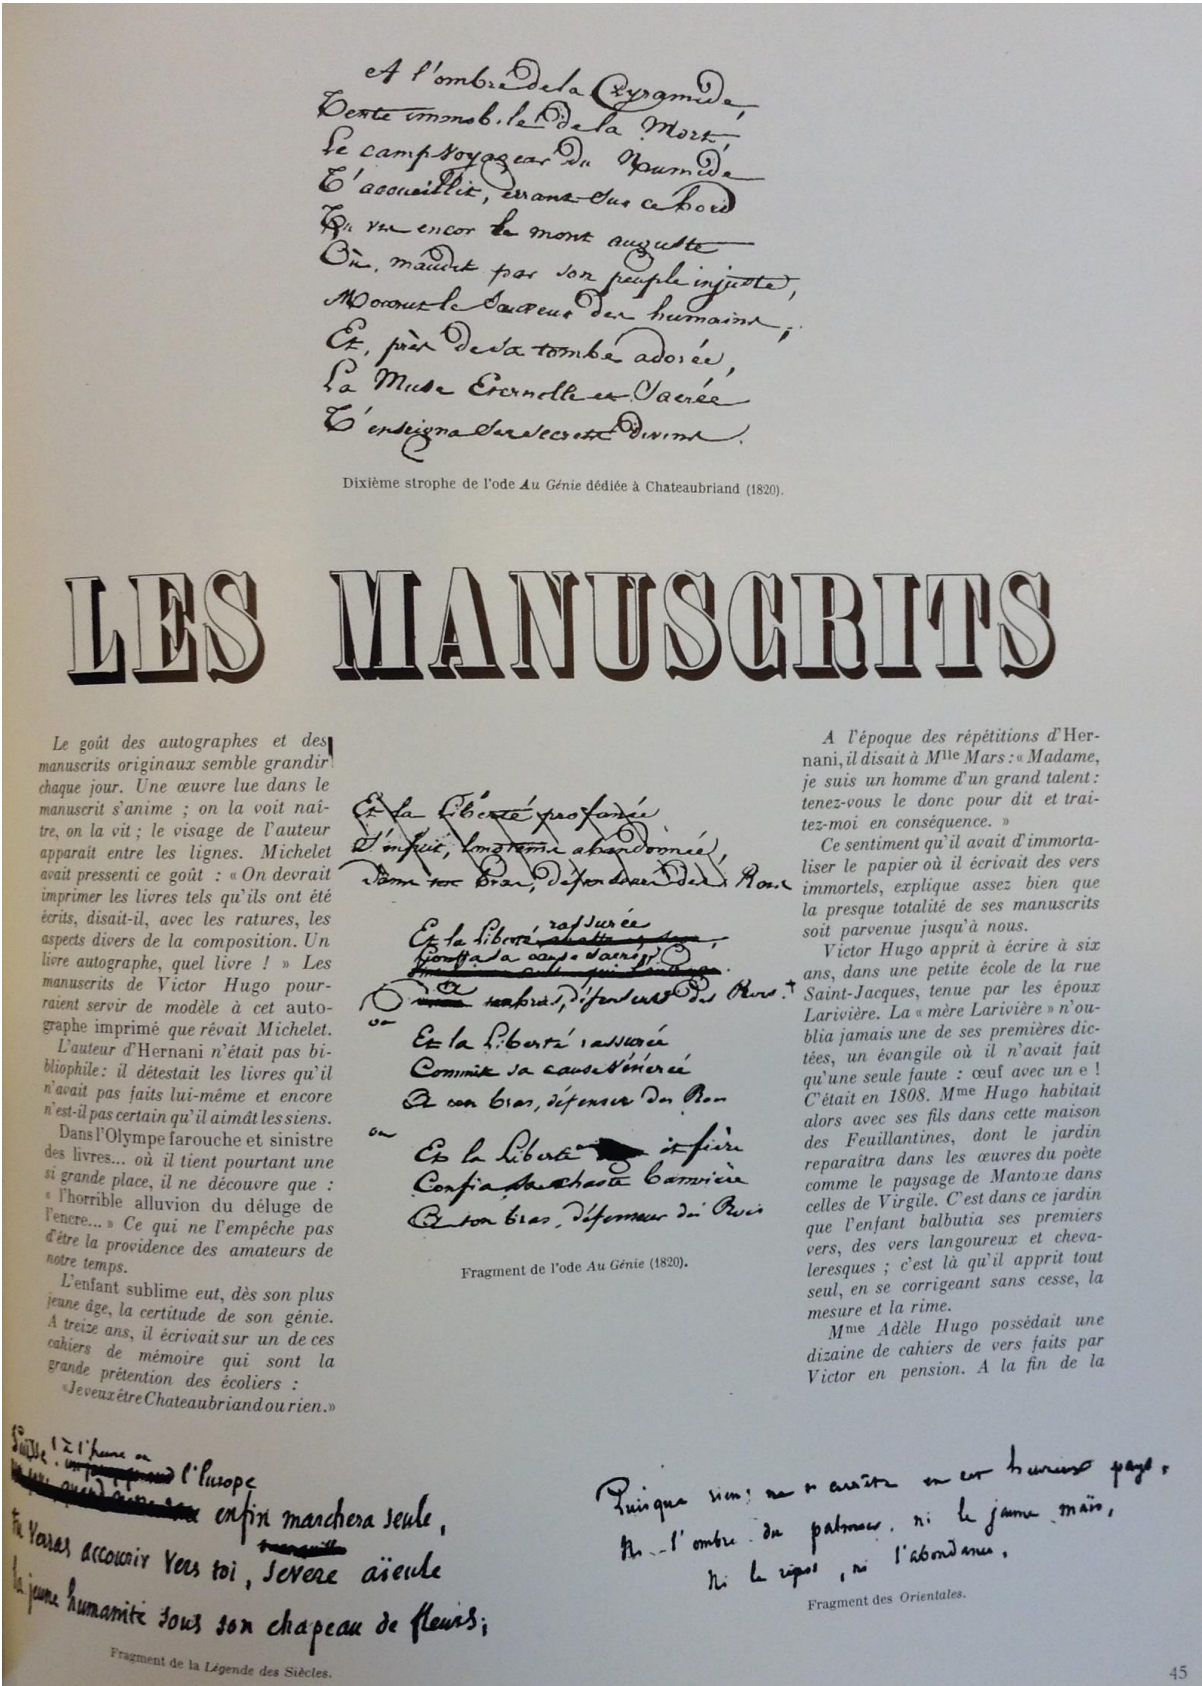 A l'ombre de la Pyramide,
Tente immobile de la Mort,
Le camp voyageur du Numide
T'accueillit, errant sur ce bord
Tu vis encor le mont auguste
Où, maudit par son peuple injuste,
Mourut le Sauveur des humains,
Et, près de sa tombe adorée,
La Muse Eternelle et Sacrée
T'enseigna ses secrets divins.
Dixième strophe de l'ode Au Génie dédiée à Chateaubriand (1820).
LES MANUSCRITS
Le goût des autographes et des
manuscrits originaux semble grandir
chaque jour. Une œuvre lue dans le
manuscrit s'anime ; on la voit naî-
tre, on la vit ; le visage de l'auteur
apparaît entre les lignes. Michelet
avait pressenti ce goût : « On devrait
imprimer les livres tels qu'ils ont été
écrits, disait-il, avec les ratures, les
aspects divers de la composition. Un
livre autographe, quel livre ! » Les
manuscrits de Victor Hugo pour-
raient servir de modèle à cet auto-
graphe imprimé que rêvait Michelet.
L'auteur d'Hernani n'était pas bi-
bliophile : il détestait les livres qu'il
n'avait pas faits lui-même et encore
n'est-il pas certain qu'il aimât les siens.
Dans l'Olympe farouche et sinistre
des livres... où il tient pourtant une
si grande place, il ne découvre que :
« l'horrible alluvion du déluge de
l'encre... » Ce qui ne l'empêche pas
d'être la providence des amateurs de
notre temps.
L'enfant sublime eut, dès son plus
jeune âge, la certitude de son génie.
A treize ans, il écrivait sur un de ces
cahiers de mémoire qui sont la
grande prétention des écoliers :
«Je veux être Chateaubriand ou rien.»
Et la Liberté profanée
S'enfuit, abandonnée,
Dans ton bras, défenseur des Rois
Et la Liberté rassurée
Confia sa cause sacrée
A ton bras, défenseur des Rois.
ou
Et la Liberté rassurée
Commit sa cause vénérée
A ton bras, défenseur des Rois
ou
Et la Liberté et fière
Confia sa chaste bannière
A ton bras, défenseur des Rois
Fragment de l'ode Au Génie (1820).
A l'époque des répétitions d'Her-
nani, il disait à Mlle Mars : « Madame,
je suis un homme d'un grand talent :
tenez-vous le donc pour dit et trai-
tez-moi en conséquence. »
Ce sentiment qu'il avait d'immorta-
liser le papier où il écrivait des vers
immortels, explique assez bien que
la presque totalité de ses manuscrits
soit parvenue jusqu'à nous.
Victor Hugo apprit à écrire à six
ans, dans une petite école de la rue
Saint-Jacques, tenue par les époux
Larivière. La « mère Larivière » n'ou-
blia jamais une de ses premières dic-
tées, un évangile où il n'avait fait
qu'une seule faute : œuf avec un e !
C'était en 1808. Mme Hugo habitait
alors avec ses fils dans cette maison
des Feuillantines, dont le jardin
reparaîtra dans les œuvres du poète
comme le paysage de Mantoue dans
celles de Virgile. C'est dans ce jardin
que l'enfant balbutia ses premiers
vers, des vers langoureux et cheva-
leresques ; c'est là qu'il apprit tout
seul, en se corrigeant sans cesse, la
mesure et la rime.
Mme Adèle Hugo possédait une
dizaine de cahiers de vers faits par
Victor en pension. A la fin de la
Suisse ! à l'heure où
l'Europe
enfin marchera seule,
tu verras accourir vers toi, sévère aïeule
la jeune humanité sous son chapeau de fleurs;
Fragment de la Légende des Siècles.
Puisque rien ne t'arrête en cet heureux pays,
Ni l'ombre du palmier, ni le jaune maïs,
Ni le repos, ni l'abondance,
Fragment des Orientales.
45